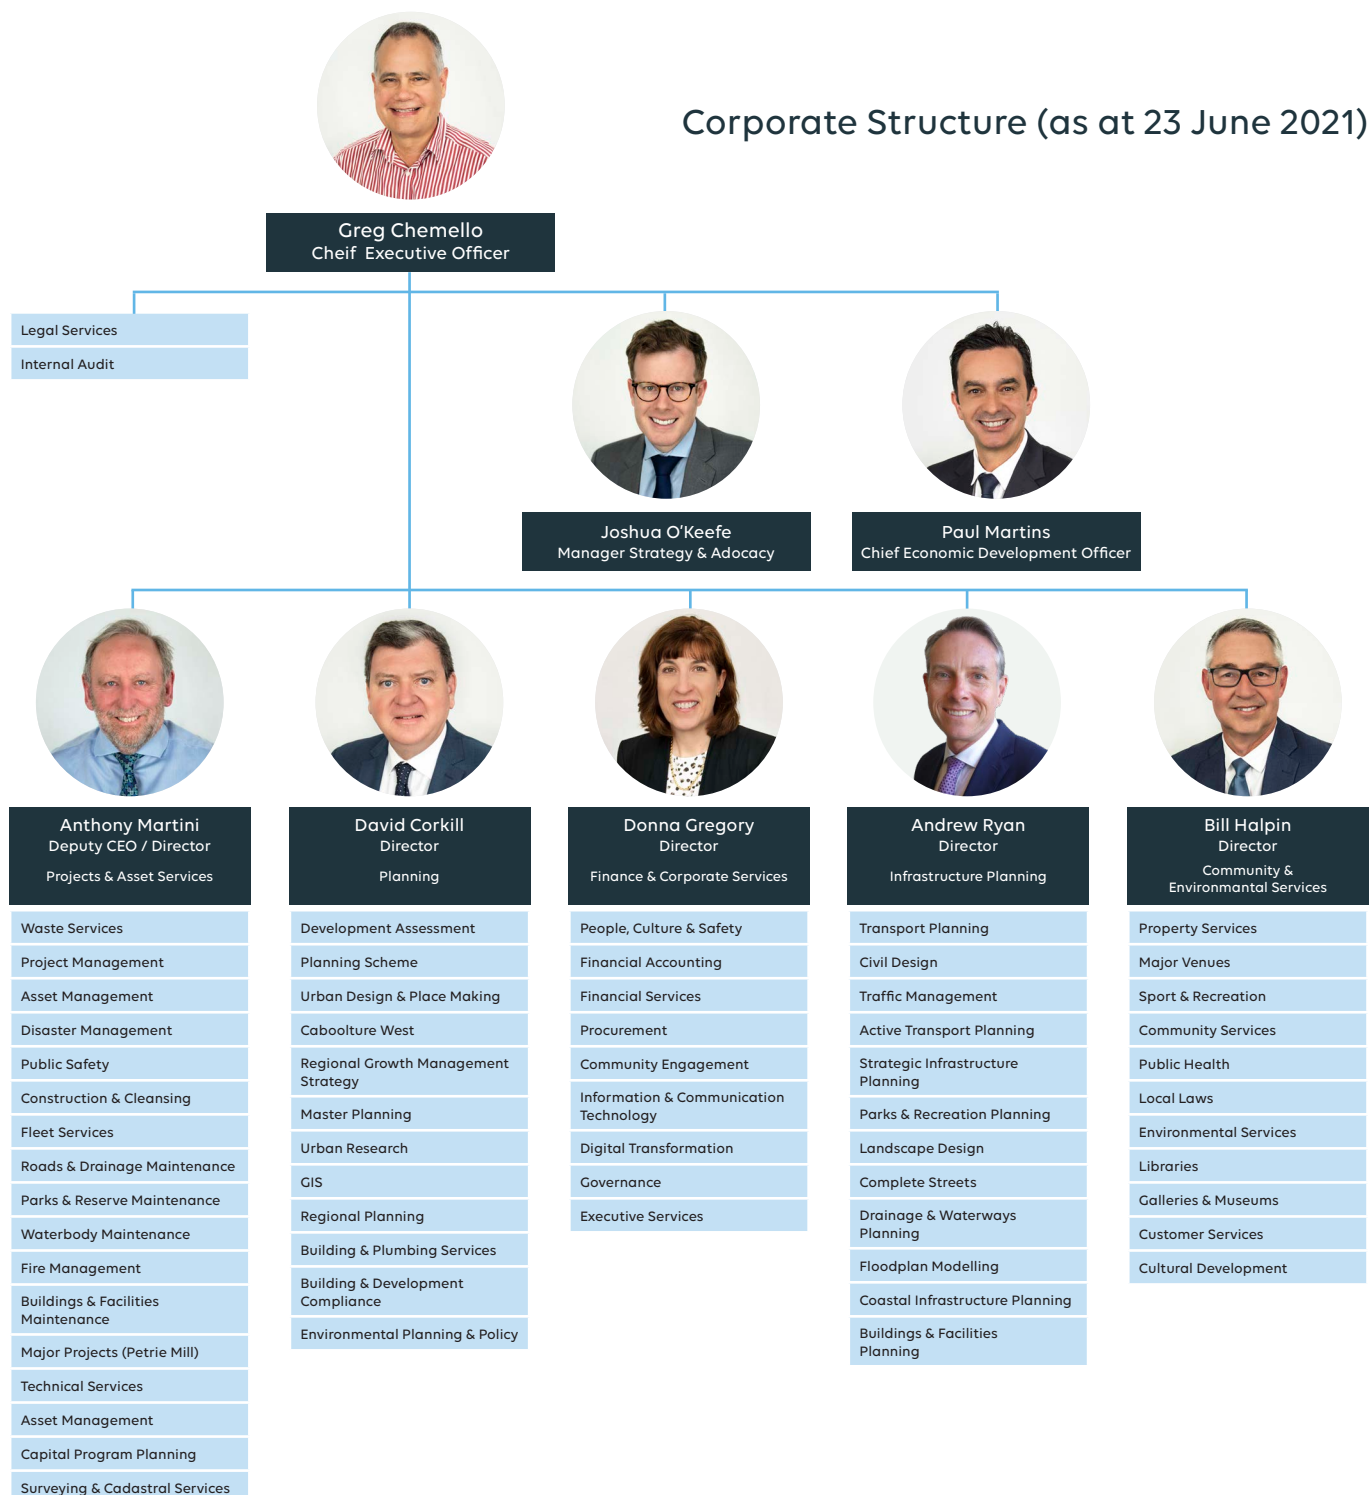 Corporate Structure (as at 23 June 2021)
Greg Chemello
Cheif Executive Officer
Legal Services
Internal Audit
Joshua O'Keefe
Manager Strategy & Adocacy
Paul Martins
Chief Economic Development Officer
Anthony Martini
Deputy CEO / Director
Projects & Asset Services
Waste Services
Project Management
Asset Management
Disaster Management
Public Safety
Construction & Cleansing
Fleet Services
Roads & Drainage Maintenance
Parks & Reserve Maintenance
Waterbody Maintenance
Fire Management
Buildings & Facilities
Maintenance
Major Projects (Petrie Mill)
Technical Services
Asset Management
Capital Program Planning
Surveying & Cadastral Services
David Corkill
Director
Planning
Development Assessment
Planning Scheme
Urban Design & Place Making
Caboolture West
Regional Growth Management
Strategy
Master Planning
Urban Research
GIS
Regional Planning
Building & Plumbing Services
Building & Development
Compliance
Environmental Planning & Policy
Donna Gregory
Director
Finance & Corporate Services
People, Culture & Safety
Financial Accounting
Financial Services
Procurement
Community Engagement
Information & Communication
Technology
Digital Transformation
Governance
Executive Services
Andrew Ryan
Director
Infrastructure Planning
Transport Planning
Civil Design
Traffic Management
Active Transport Planning
Strategic Infrastructure
Planning
Parks & Recreation Planning
Landscape Design
Complete Streets
Drainage & Waterways
Planning
Floodplan Modelling
Coastal Infrastructure Planning
Buildings & Facilities
Planning
Bill Halpin
Director
Community &
Environmantal Services
Property Services
Major Venues
Sport & Recreation
Community Services
Public Health
Local Laws
Environmental Services
Libraries
Galleries & Museums
Customer Services
Cultural Development